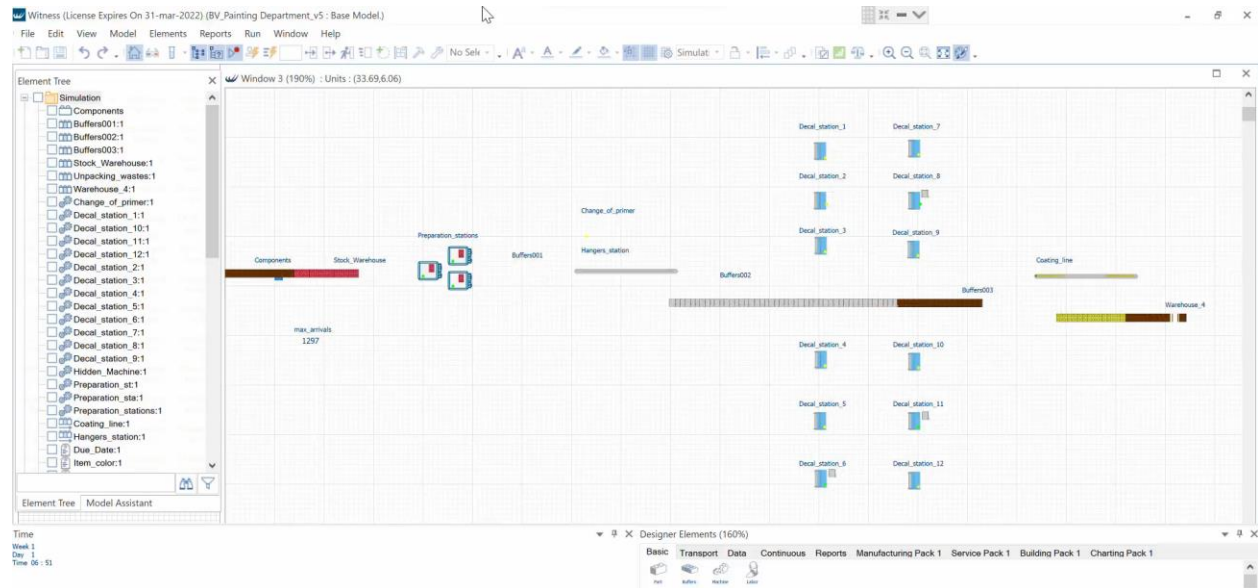 Witness (License Expires On 31-mar-2022) (BV_Painting Department_v5 : Base Model.)
File Edit View Model Elements Reports Run Window Help
No Sele
Simulat
Element Tree
Window 3 (190%) : Units : (33.69,6.06)
Simulation
Components
Buffers001:1
Buffers002:1
Buffers003:1
Stock_Warehouse:1
Unpacking_wastes:1
Warehouse_4:1
Change_of_primer:1
Decal_station_1:1
Decal_station_10:1
Decal_station_11:1
Decal_station_12:1
Decal_station_2:1
Decal_station_3:1
Decal_station_4:1
Decal_station_5:1
Decal_station_6:1
Decal_station_7:1
Decal_station_8:1
Decal_station_9:1
Hidden_Machine:1
Preparation_st:1
Preparation_sta:1
Preparation_stations:1
Coating_line:1
Hangers_station:1
Due_Date:1
Item_color:1
Element Tree Model Assistant
Decal_station_1 Decal_station_7
Decal_station_2 Decal_station_8
Change_of_primer
Decal_station_3 Decal_station_9
Preparation_stations
Hangers_station
Components Stock_Warehouse Buffers001 Coating_line
Buffers002
Buffers003
Warehouse_4
max_arrivals
1297
Decal_station_4 Decal_station_10
Decal_station_5 Decal_station_11
Decal_station_6 Decal_station_12
Time
Week 1
Day 1
Time 06 : 51
Designer Elements (160%)
Basic Transport Data Continuous Reports Manufacturing Pack 1 Service Pack 1 Building Pack 1 Charting Pack 1
Part Buffers Machine Labor